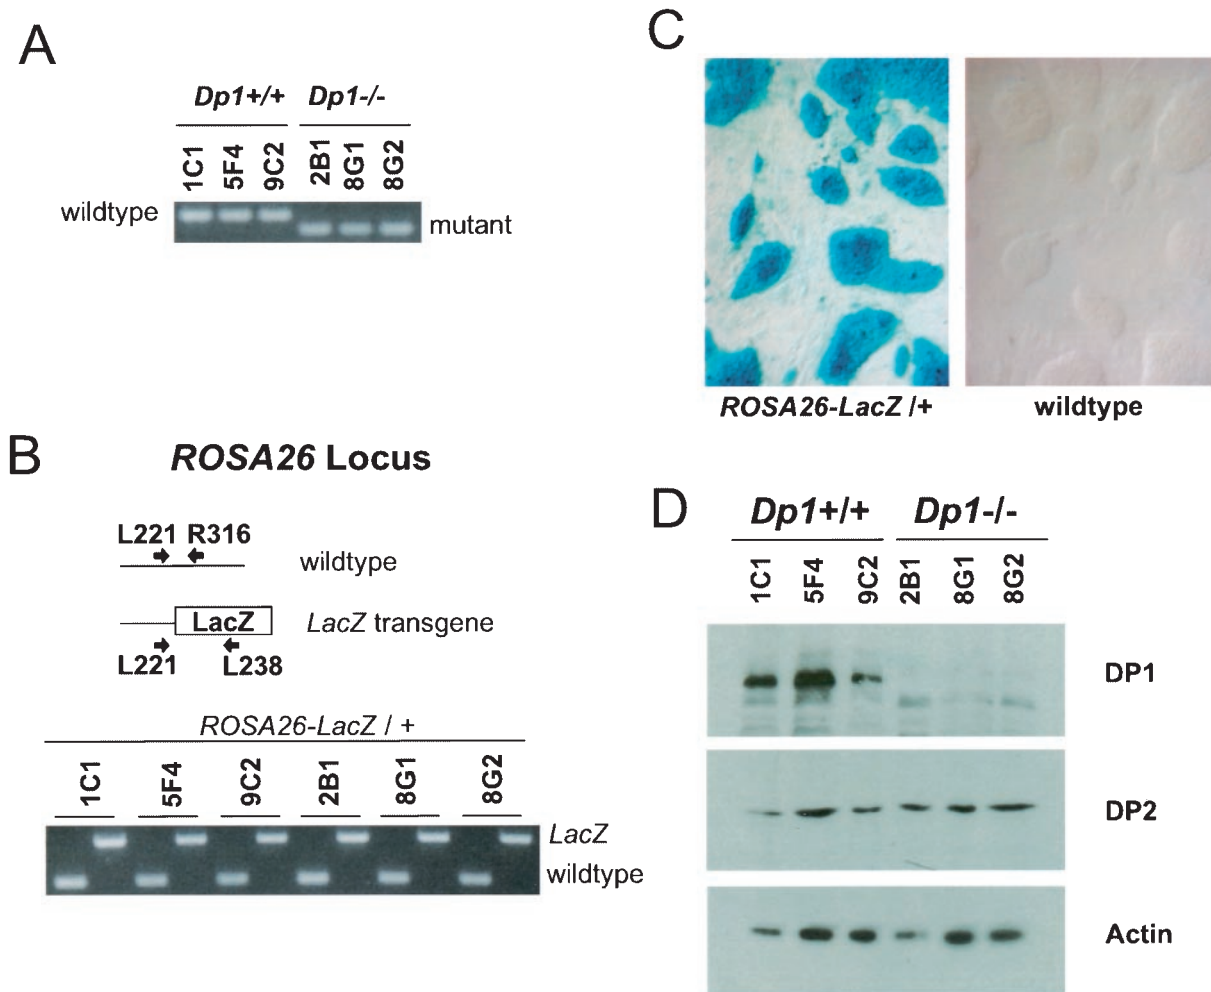 A
Dp1+/+ Dp1-/-
1C1 5F4 9C2 2B1 8G1 8G2
wildtype
mutant
B
ROSA26 Locus
L221 R316
wildtype
LacZ
LacZ transgene
L221 L238
ROSA26-LacZ / +
1C1 5F4 9C2 2B1 8G1 8G2
LacZ
wildtype
C
ROSA26-LacZ /+ wildtype
D
Dp1+/+ Dp1-/-
1C1 5F4 9C2 2B1 8G1 8G2
DP1
DP2
Actin